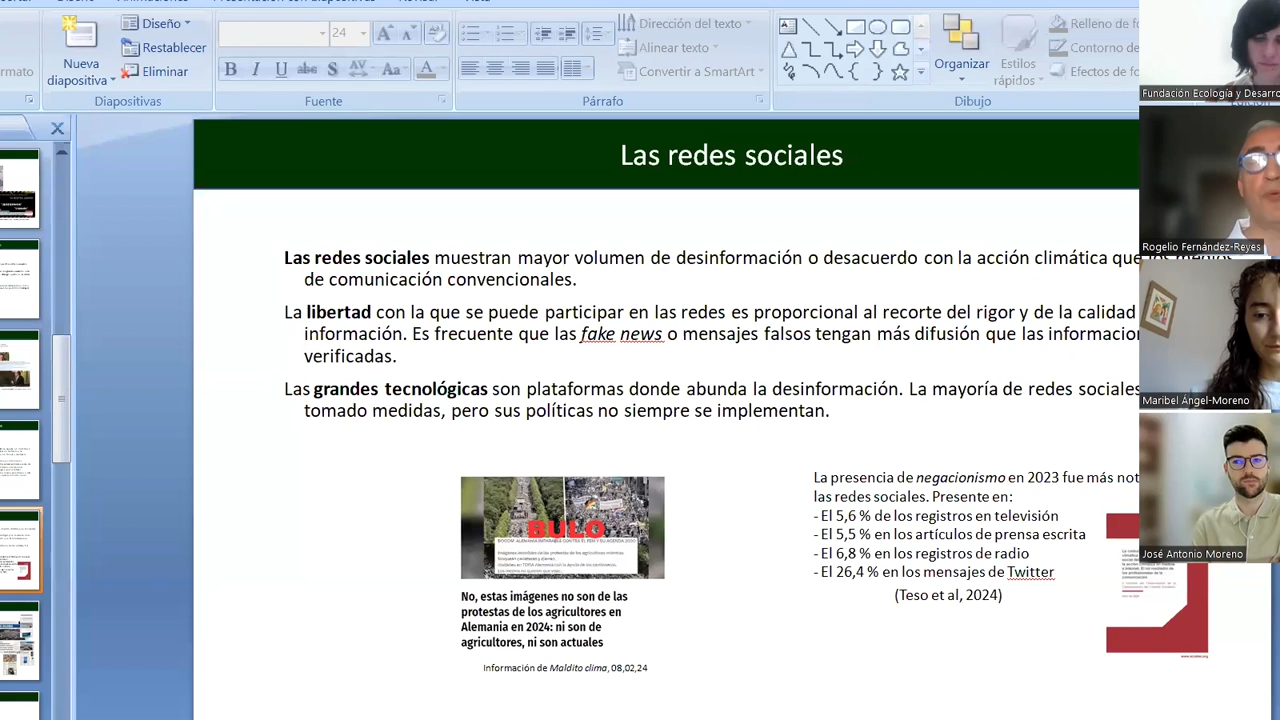 Diseño
Restablecer
Eliminar
Nueva
diapositiva
Diapositivas
24
Fuente
Dirección del texto
Alinear texto
Convertir a SmartArt
Párrafo
Organizar
Estilos
rápidos
Relleno de
Contorno de
Efectos de
Dibujo
Las redes sociales
Las redes sociales muestran mayor volumen de desinformación o desacuerdo con la acción climática que los medios
de comunicación convencionales.
La libertad con la que se puede participar en las redes es proporcional al recorte del rigor y de la calidad
información. Es frecuente que las fake news o mensajes falsos tengan más difusión que las
verificadas.
Las grandes tecnológicas son plataformas donde abunda la desinformación. La mayoría de redes sociales
tomado medidas, pero sus políticas no siempre se implementan.
BULO
No, estas imágenes no son de las
protestas de los agricultores en
Alemania en 2024: ni son de
agricultores, ni son actuales
Información de Maldito clima, 08,02,24
La presencia de negacionismo en 2023 fue más
las redes sociales. Presente en:
- El 5,6 % de los registros en televisión
- El 5,5 % en los artículos de prensa escrita
- El 6,8 % en los registros de radio
- El 26,8 % en los mensajes de Twitter
(Teso et al, 2024)
Fundación Ecología y Desarro
Rogelio Fernández-Reyes
Maribel Ángel-Moreno
José Antonio Moreno